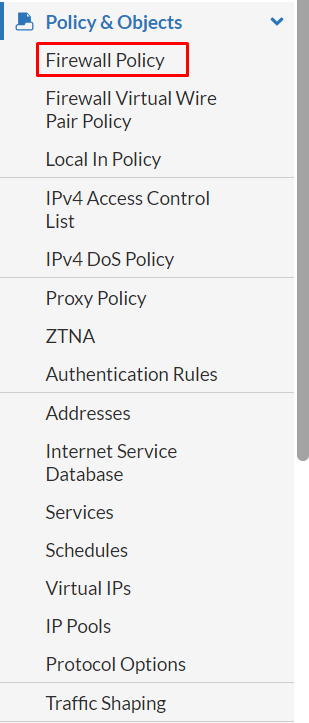 Policy & Objects
Firewall Policy
Firewall Virtual Wire
Pair Policy
Local In Policy
IPv4 Access Control
List
IPv4 DoS Policy
Proxy Policy
ZTNA
Authentication Rules
Addresses
Internet Service
Database
Services
Schedules
Virtual IPs
IP Pools
Protocol Options
Traffic Shaping